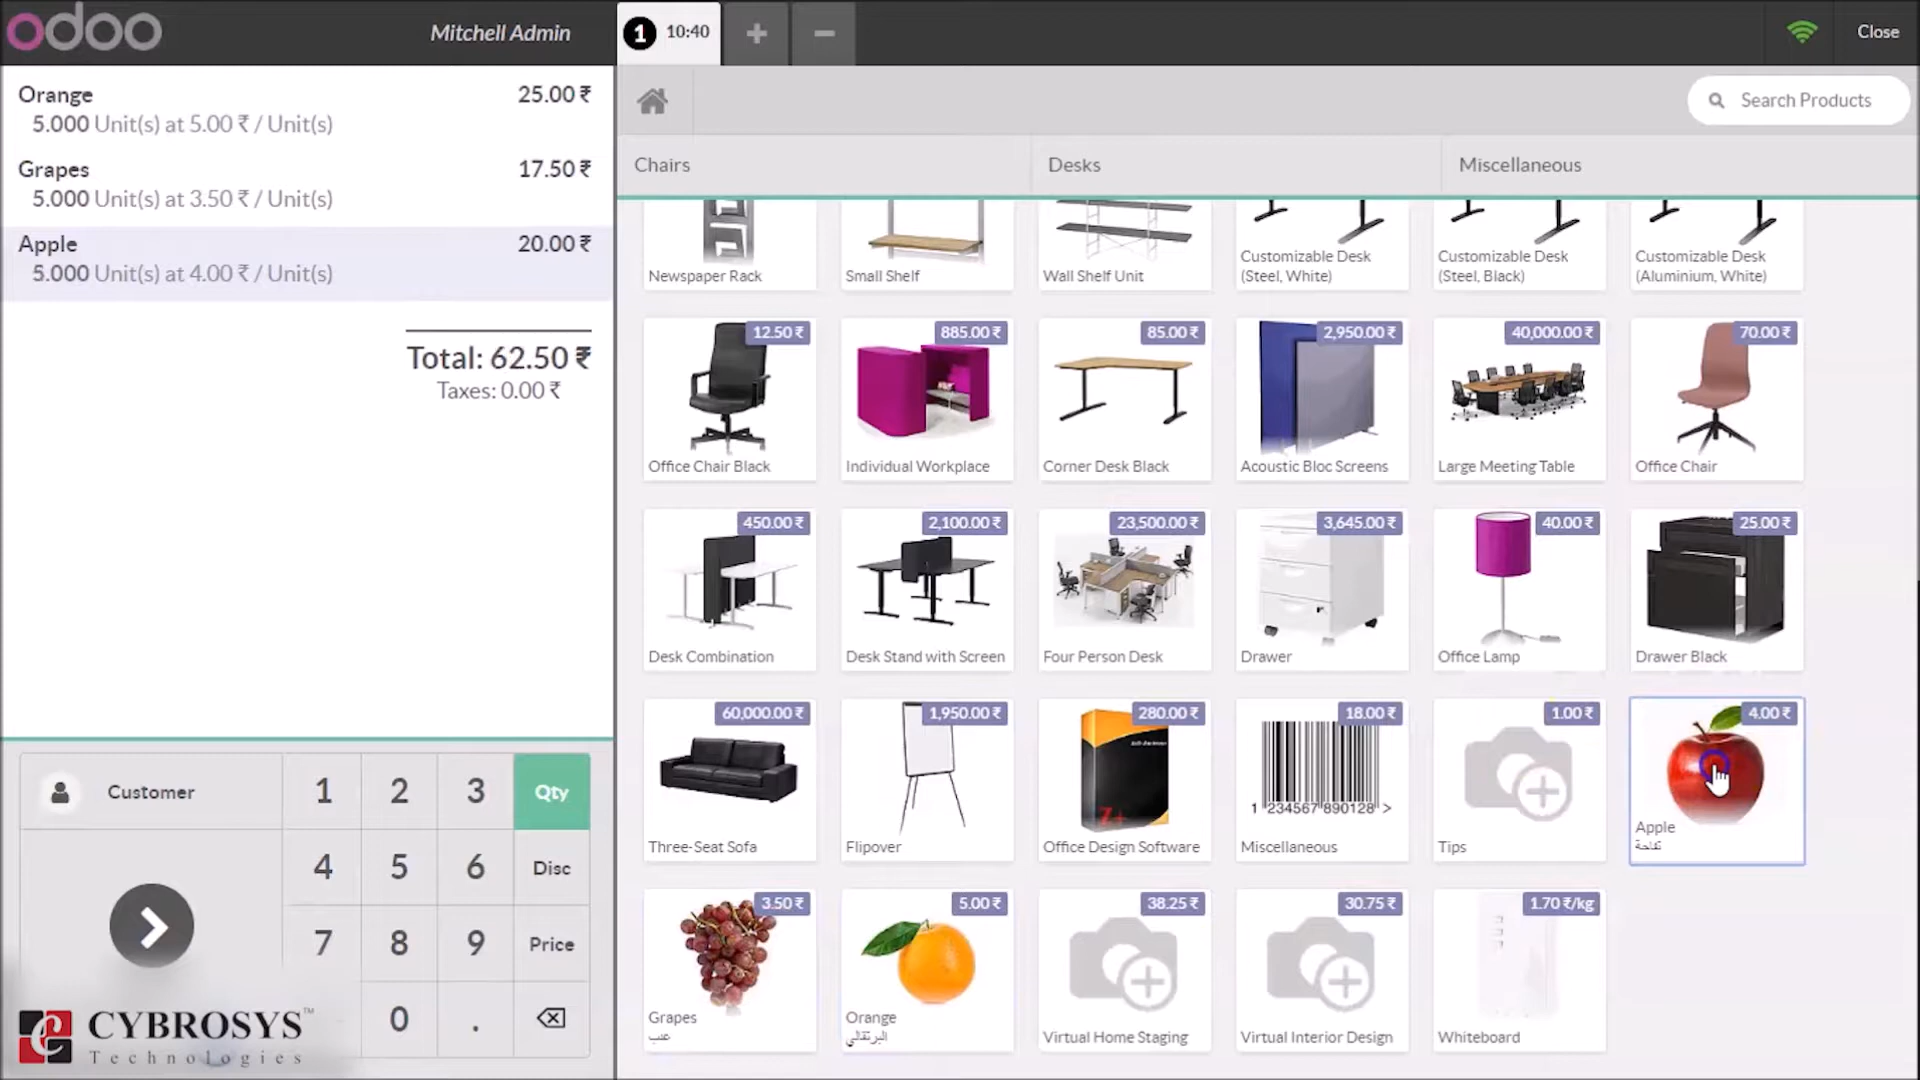 odoo
Mitchell Admin
1 10:40
+
−
Close
Orange 25.00 ₹
5.000 Unit(s) at 5.00 ₹ / Unit(s)
Grapes 17.50 ₹
5.000 Unit(s) at 3.50 ₹ / Unit(s)
Apple 20.00 ₹
5.000 Unit(s) at 4.00 ₹ / Unit(s)
Total: 62.50 ₹
Taxes: 0.00 ₹
Customer
1 2 3 Qty
4 5 6 Disc
7 8 9 Price
0 .
CYBROSYS™
Technologies
Search Products
Chairs Desks Miscellaneous
Newspaper Rack
Small Shelf
Wall Shelf Unit
Customizable Desk
(Steel, White)
Customizable Desk
(Steel, Black)
Customizable Desk
(Aluminium, White)
12.50 ₹
Office Chair Black
885.00 ₹
Individual Workplace
85.00 ₹
Corner Desk Black
2,950.00 ₹
Acoustic Bloc Screens
40,000.00 ₹
Large Meeting Table
70.00 ₹
Office Chair
450.00 ₹
Desk Combination
2,100.00 ₹
Desk Stand with Screen
23,500.00 ₹
Four Person Desk
3,645.00 ₹
Drawer
40.00 ₹
Office Lamp
25.00 ₹
Drawer Black
60,000.00 ₹
Three-Seat Sofa
1,950.00 ₹
Flipover
280.00 ₹
7+
Office Design Software
18.00 ₹
1 234567 890128 >
Miscellaneous
1.00 ₹
Tips
4.00 ₹
Apple
تفاحة
3.50 ₹
Grapes
عنب
5.00 ₹
Orange
البرتقالي
38.25 ₹
Virtual Home Staging
30.75 ₹
Virtual Interior Design
1.70 ₹/kg
Whiteboard